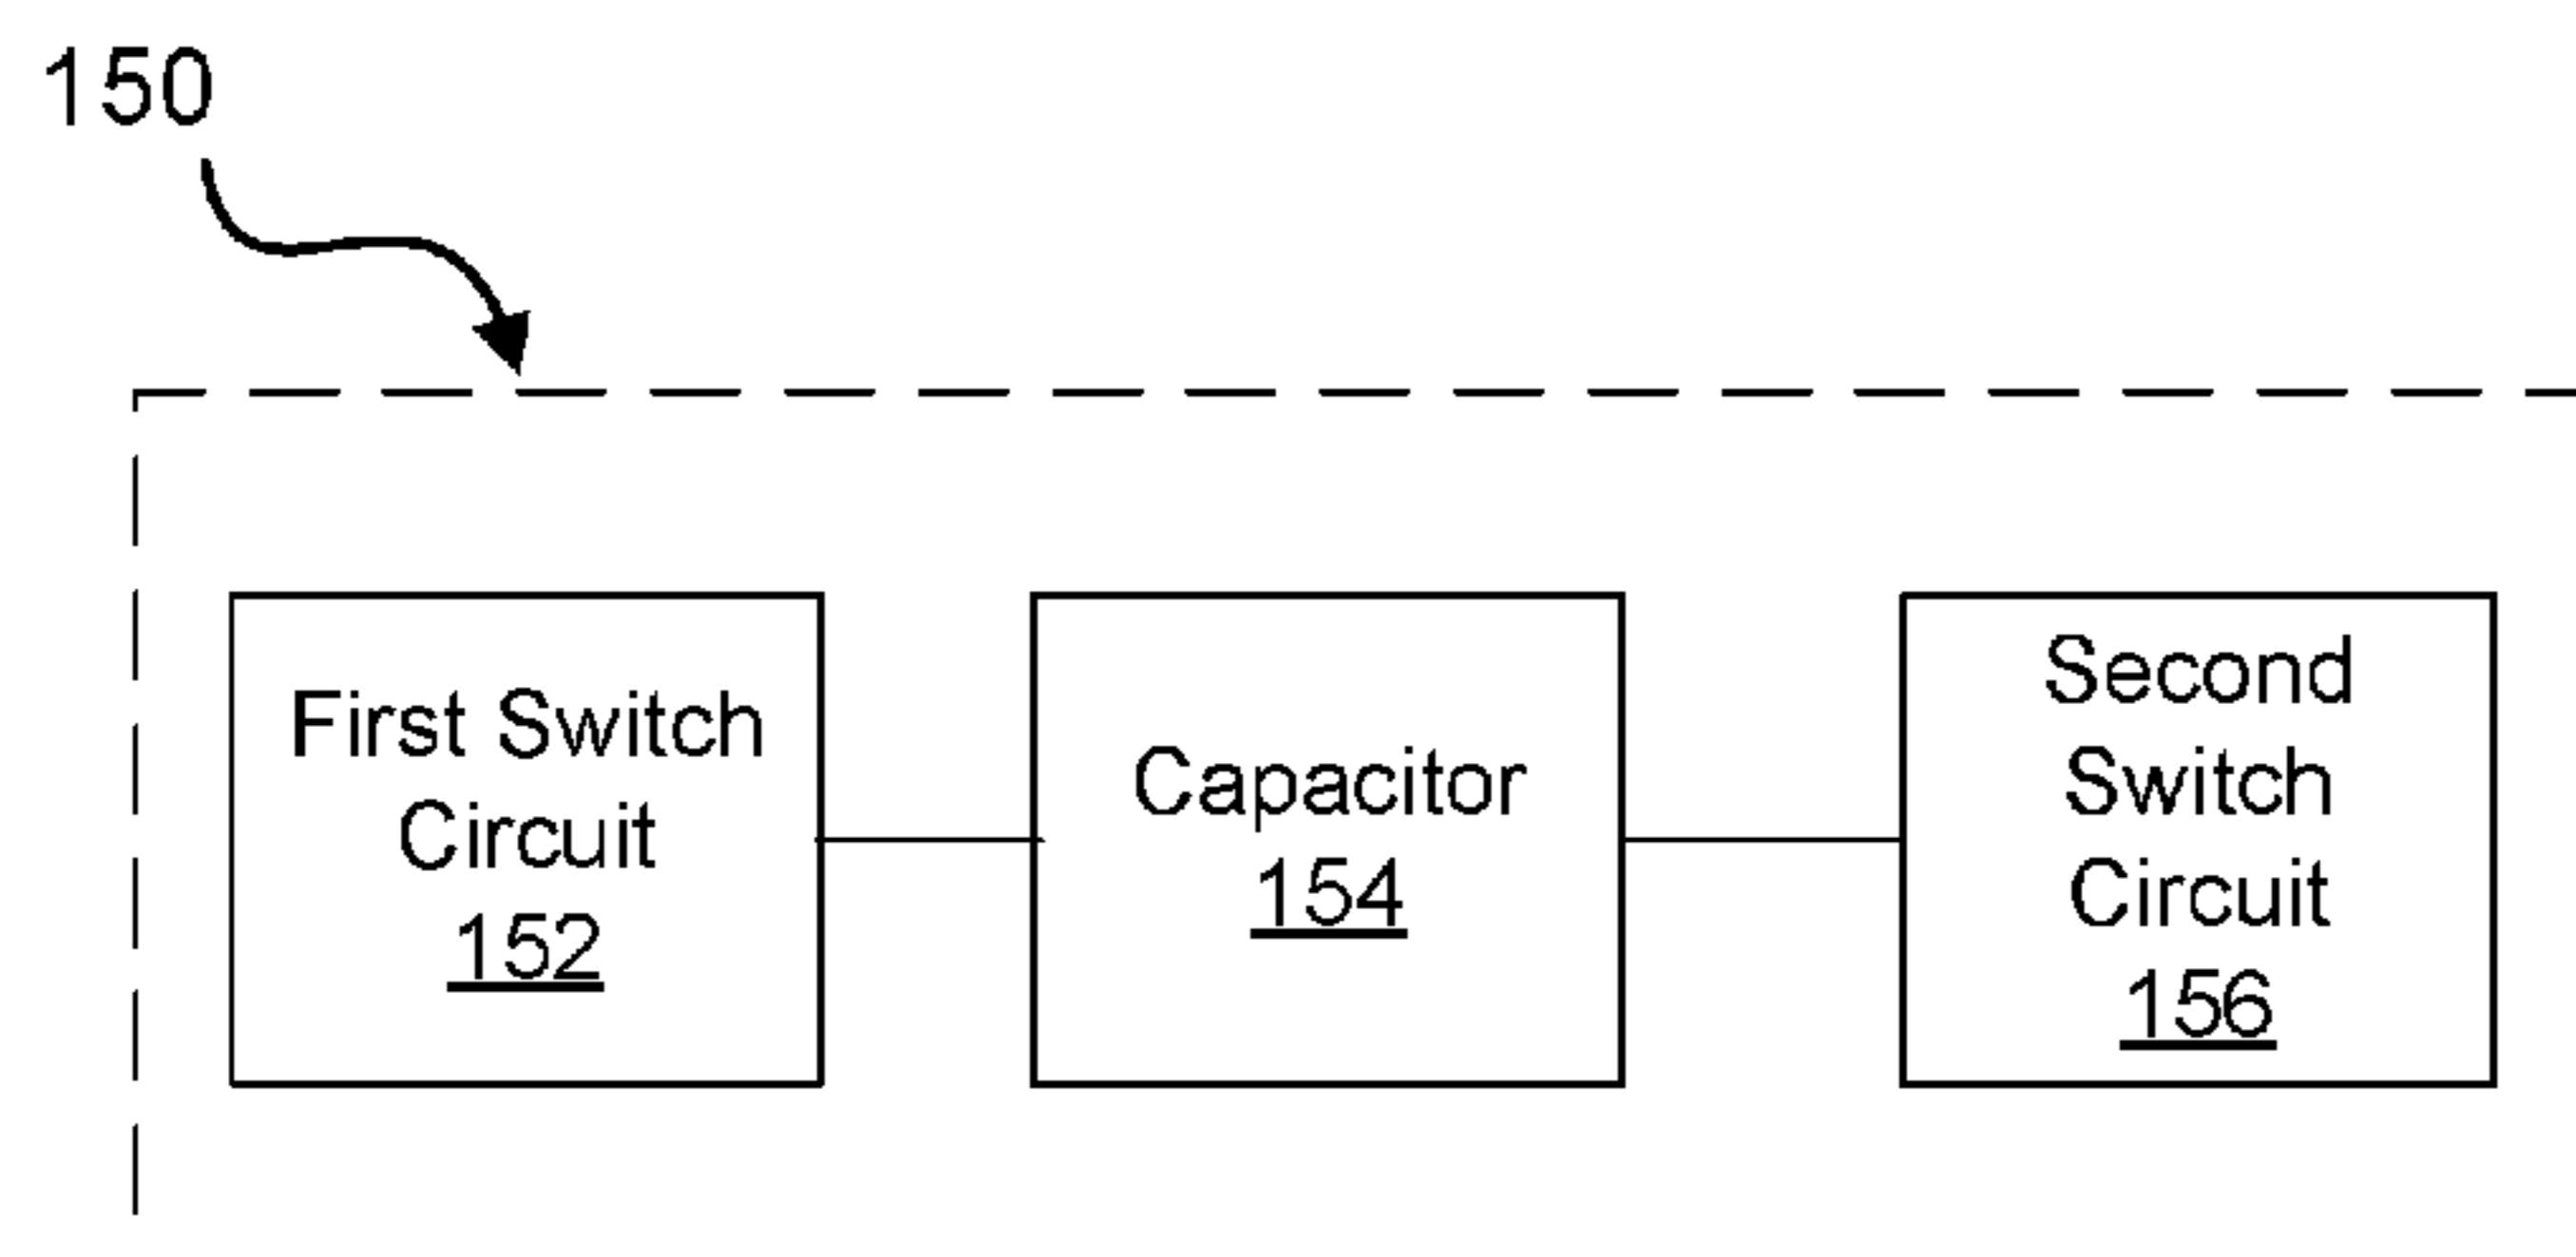 150
First Switch
Circuit
152
Capacitor
154
Second
Switch
Circuit
156